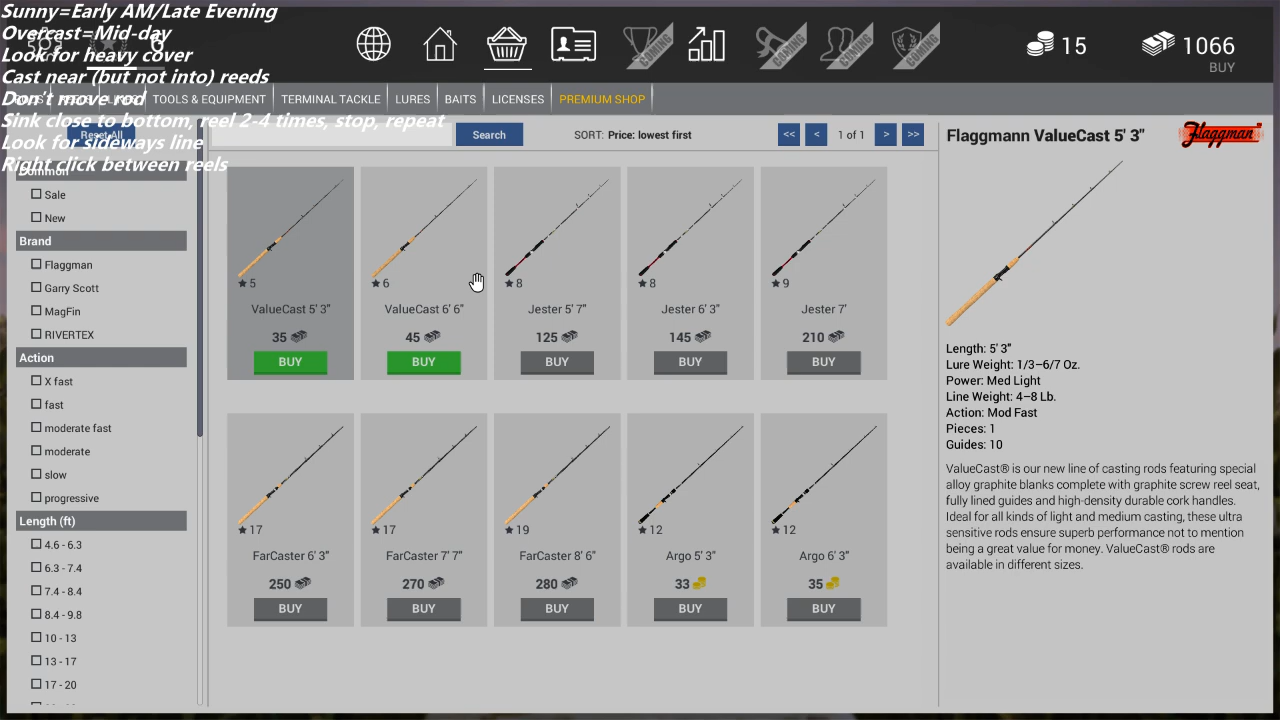 Sunny=Early AM/Late Evening
Overcast=Mid-day
Look for heavy cover
Cast near (but not into) reeds
Don't move rod
Sink close to bottom, reel 2-4 times, stop, repeat
Look for sideways line
Right click between reels
6
COMING
COMING
COMING
COMING
15
1066
BUY
TOOLS & EQUIPMENT
TERMINAL TACKLE
LURES
BAITS
LICENSES
PREMIUM SHOP
Reset All
Search
SORT: Price: lowest first
<<
<
1 of 1
>
>>
Common
Sale
New
Brand
Flaggman
Garry Scott
MagFin
RIVERTEX
Action
X fast
fast
moderate fast
moderate
slow
progressive
Length (ft)
4.6 - 6.3
6.3 - 7.4
7.4 - 8.4
8.4 - 9.8
10 - 13
13 - 17
17 - 20
5
ValueCast 5' 3"
35
BUY
6
ValueCast 6' 6"
45
BUY
8
Jester 5' 7"
125
BUY
8
Jester 6' 3"
145
BUY
9
Jester 7'
210
BUY
17
FarCaster 6' 3"
250
BUY
17
FarCaster 7' 7"
270
BUY
19
FarCaster 8' 6"
280
BUY
12
Argo 5' 3"
33
BUY
12
Argo 6' 3"
35
BUY
Flaggmann ValueCast 5' 3"
Flaggman
Length: 5' 3"
Lure Weight: 1/3–6/7 Oz.
Power: Med Light
Line Weight: 4–8 Lb.
Action: Mod Fast
Pieces: 1
Guides: 10
ValueCast® is our new line of casting rods featuring special
alloy graphite blanks complete with graphite screw reel seat,
fully lined guides and high-density durable cork handles.
Ideal for all kinds of light and medium casting, these ultra
sensitive rods ensure superb performance not to mention
being a great value for money. ValueCast® rods are
available in different sizes.